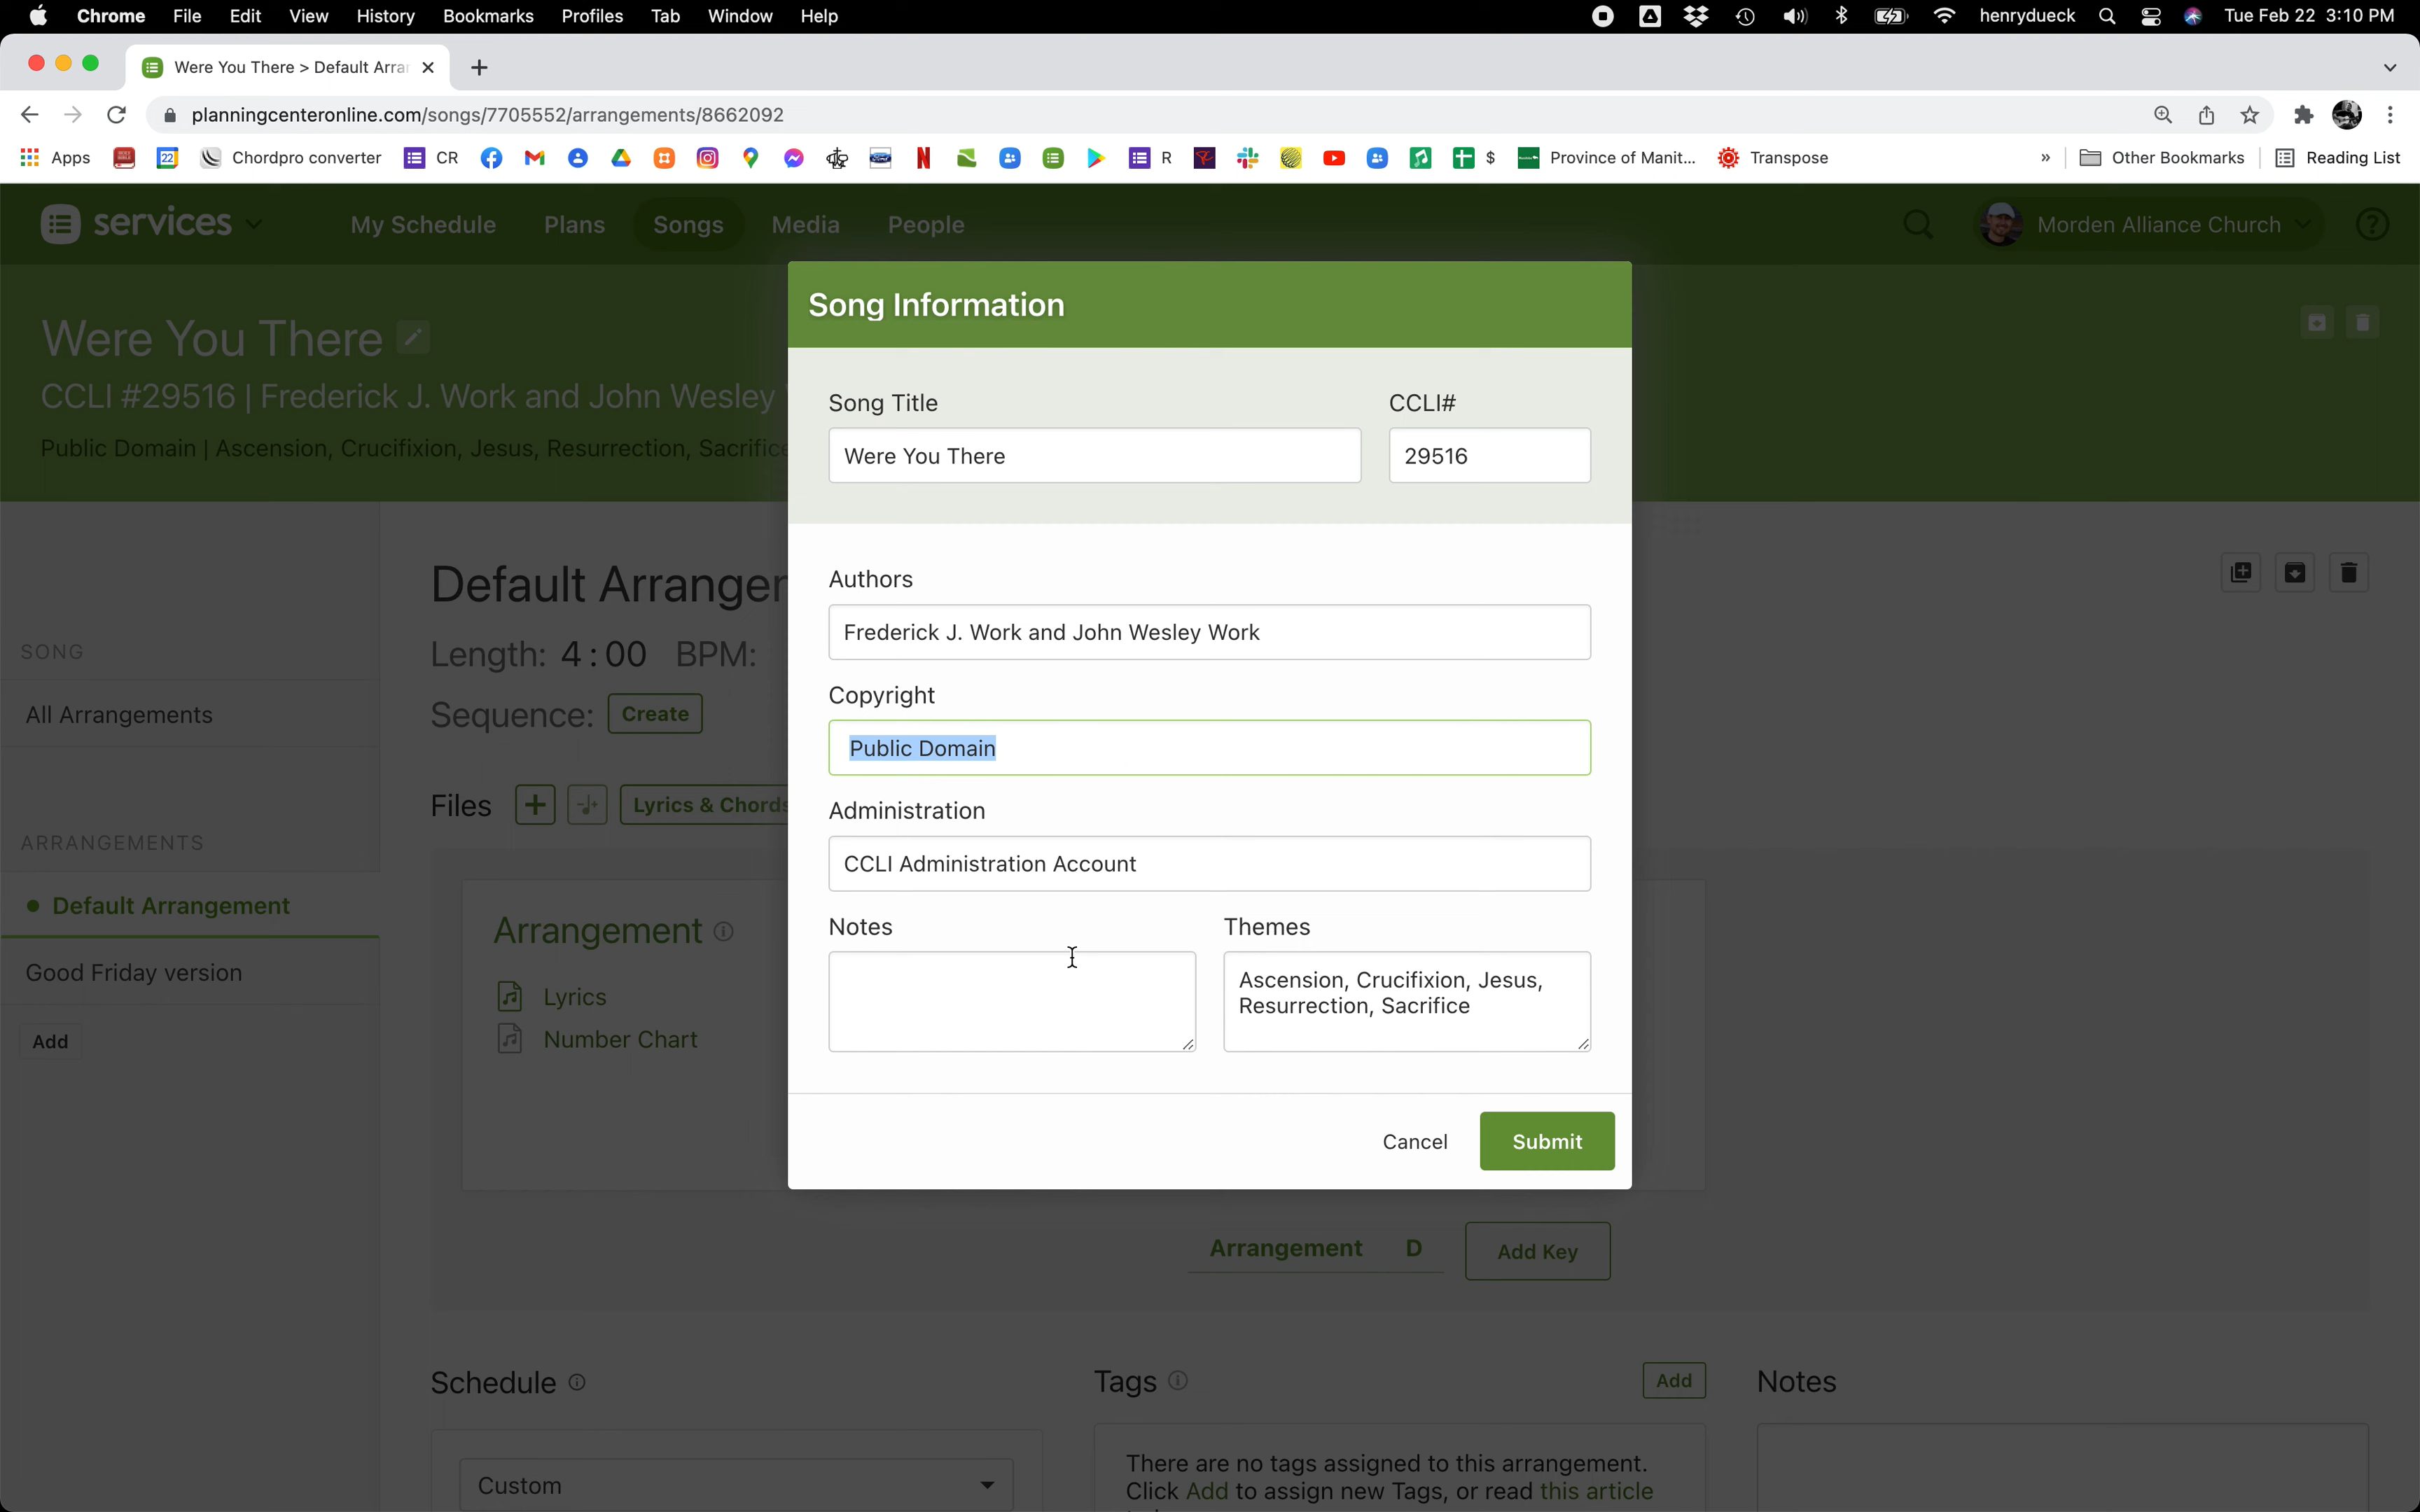 Chrome File Edit View History Bookmarks Profiles Tab Window Help henrydueck Tue Feb 22 3:10 PM
Were You There > Default Arrar
planningcenteronline.com/songs/7705552/arrangements/8662092
Apps 22 Chordpro converter CR R $ Province of Manit... Transpose » Other Bookmarks Reading List
services My Schedule Plans Songs Media People Morden Alliance Church ?
Song Information
Were You There
CCLI #29516 | Frederick J. Work and John Wesley
Public Domain | Ascension, Crucifixion, Jesus, Resurrection, Sacrifice
Song Title CCLI#
Were You There 29516
Authors
Frederick J. Work and John Wesley Work
Copyright
Public Domain
Administration
CCLI Administration Account
Notes Themes
Ascension, Crucifixion, Jesus,
Resurrection, Sacrifice
Cancel Submit
SONG
All Arrangements
ARRANGEMENTS
Default Arrangement
Good Friday version
Add
Default Arranger
Length: 4:00 BPM:
Sequence: Create
Files Lyrics & Chords
Arrangement
Lyrics
Number Chart
Arrangement D Add Key
Schedule
Custom
Tags Add
There are no tags assigned to this arrangement.
Click Add to assign new Tags, or read this article
Notes